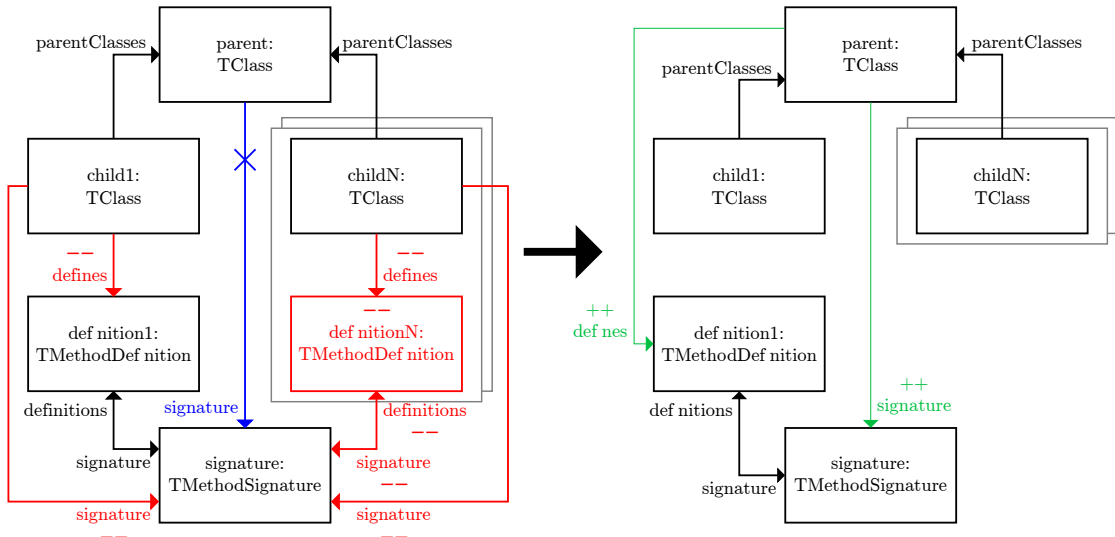 parentClasses
parent:
TClass
parentClasses
child1:
TClass
childN:
TClass
−−
defines
−−
defines
def nition1:
TMethodDef nition
−−
def nitionN:
TMethodDef nition
definitions
signature
definitions
−−
signature
signature:
TMethodSignature
signature
−−
signature
−−
signature
−−
parent:
TClass
parentClasses
parentClasses
child1:
TClass
childN:
TClass
++
def nes
def nition1:
TMethodDef nition
++
signature
def nitions
signature
signature:
TMethodSignature